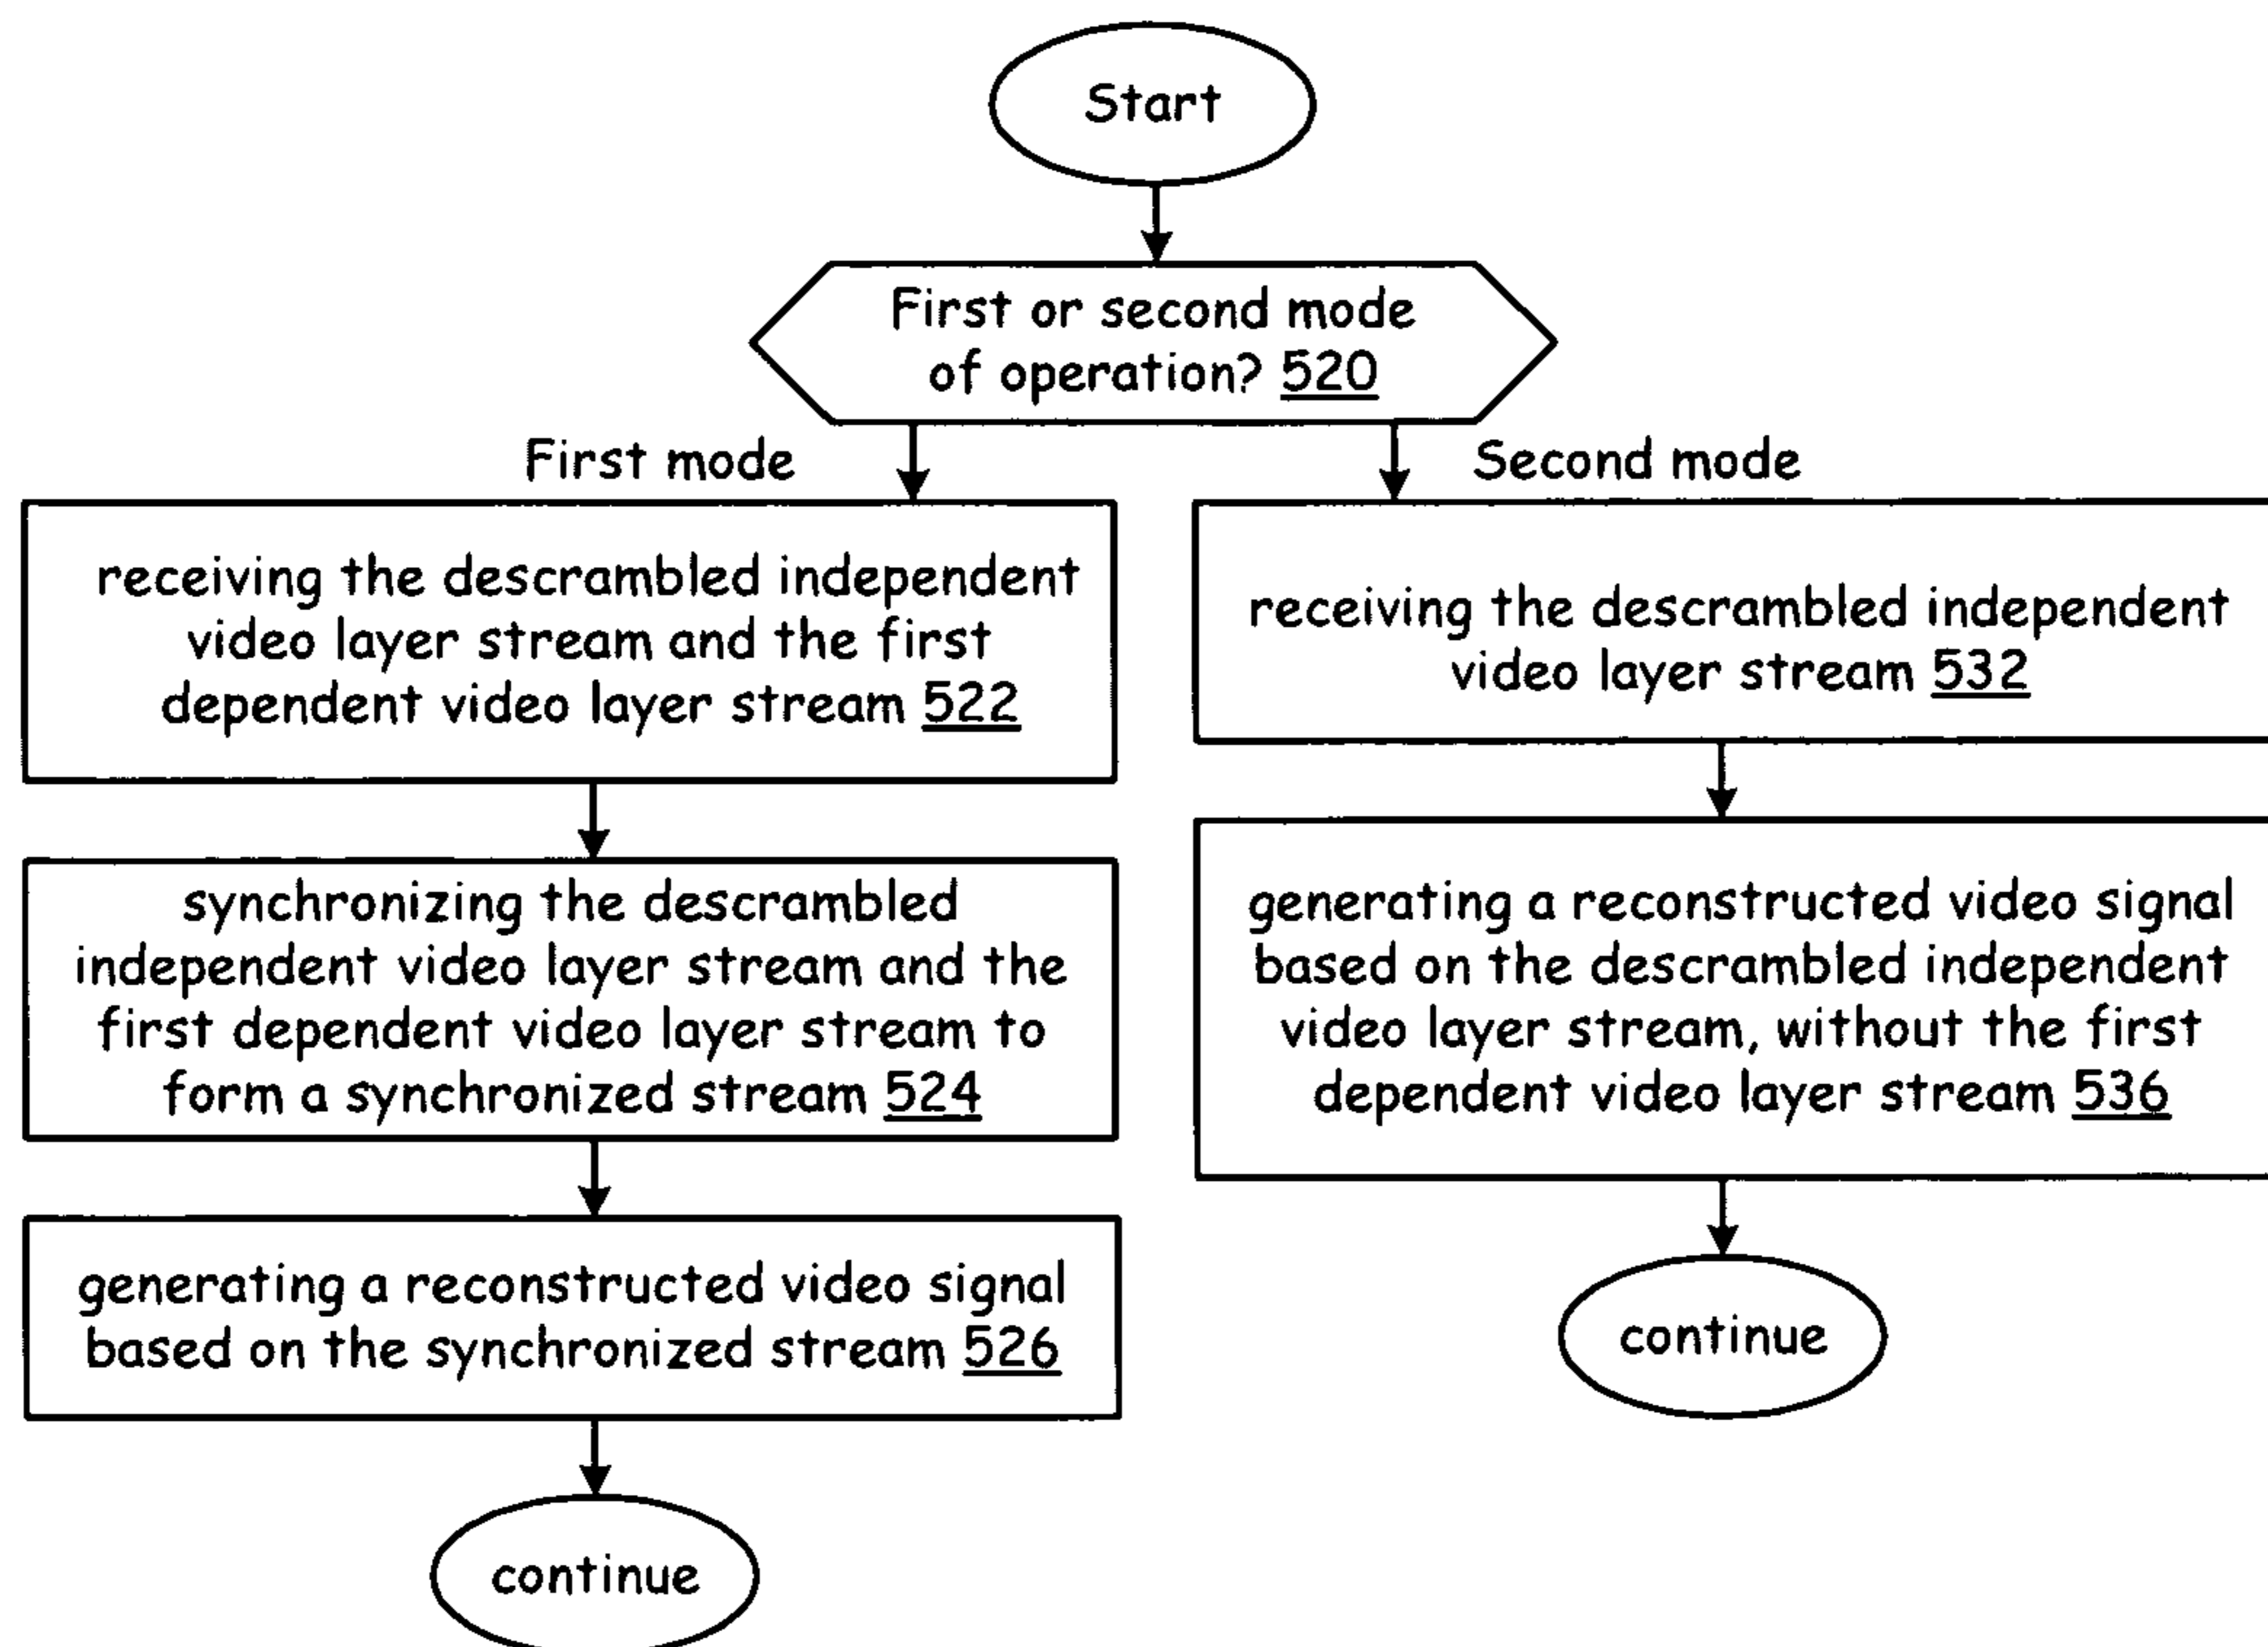 Start
First or second mode
of operation? 520
First mode
Second mode
receiving the descrambled independent
video layer stream and the first
dependent video layer stream 522
synchronizing the descrambled
independent video layer stream and the
first dependent video layer stream to
form a synchronized stream 524
generating a reconstructed video signal
based on the synchronized stream 526
continue
receiving the descrambled independent
video layer stream 532
generating a reconstructed video signal
based on the descrambled independent
video layer stream, without the first
dependent video layer stream 536
continue